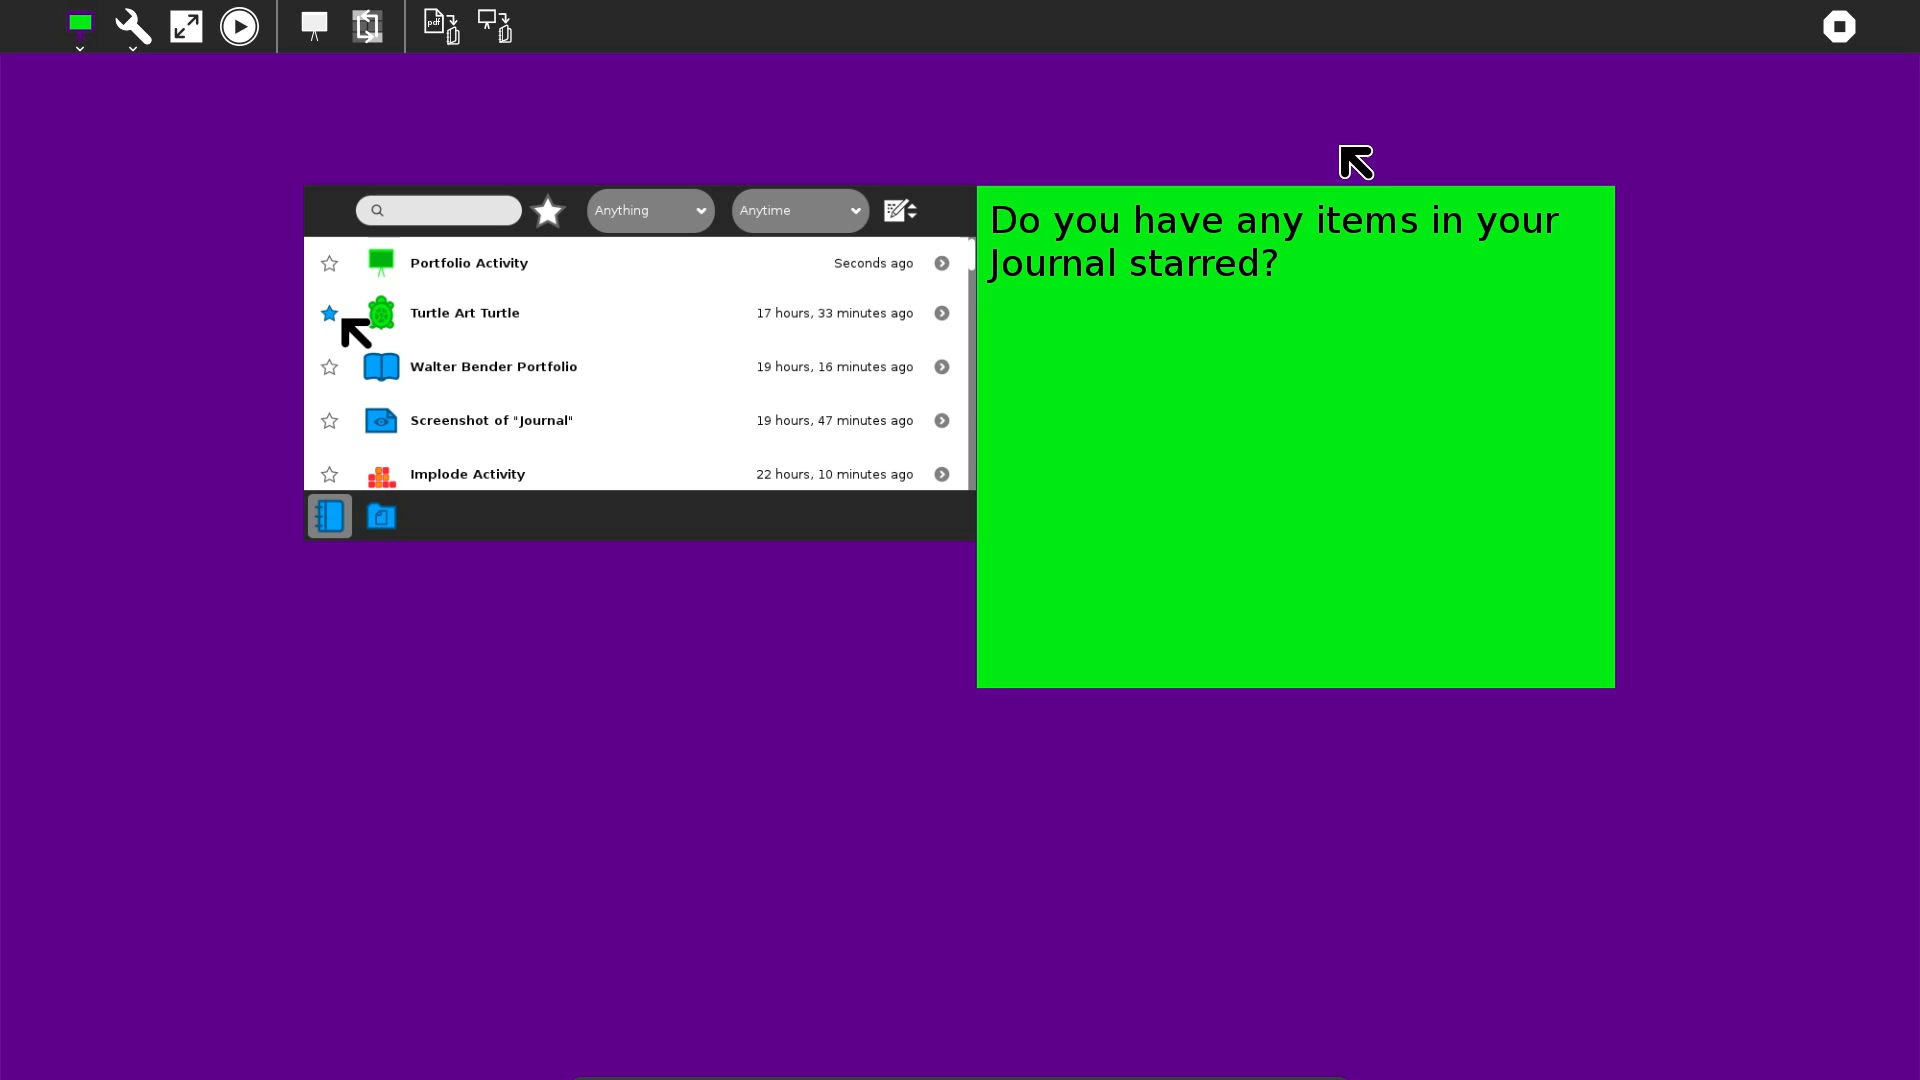 pdf
Anything
Anytime
Portfolio Activity
Seconds ago
Turtle Art Turtle
17 hours, 33 minutes ago
Walter Bender Portfolio
19 hours, 16 minutes ago
Screenshot of "Journal"
19 hours, 47 minutes ago
Implode Activity
22 hours, 10 minutes ago
Do you have any items in your
Journal starred?